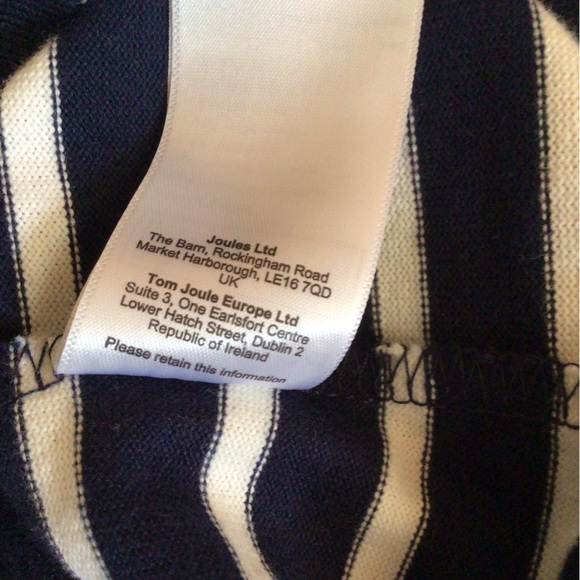 Joules Ltd
The Barn, Rockingham Road
Market Harborough, LE16 7QD
UK
Tom Joule Europe Ltd
Suite 3, One Earlsfort Centre
Lower Hatch Street, Dublin 2
Republic of Ireland
Please retain this information